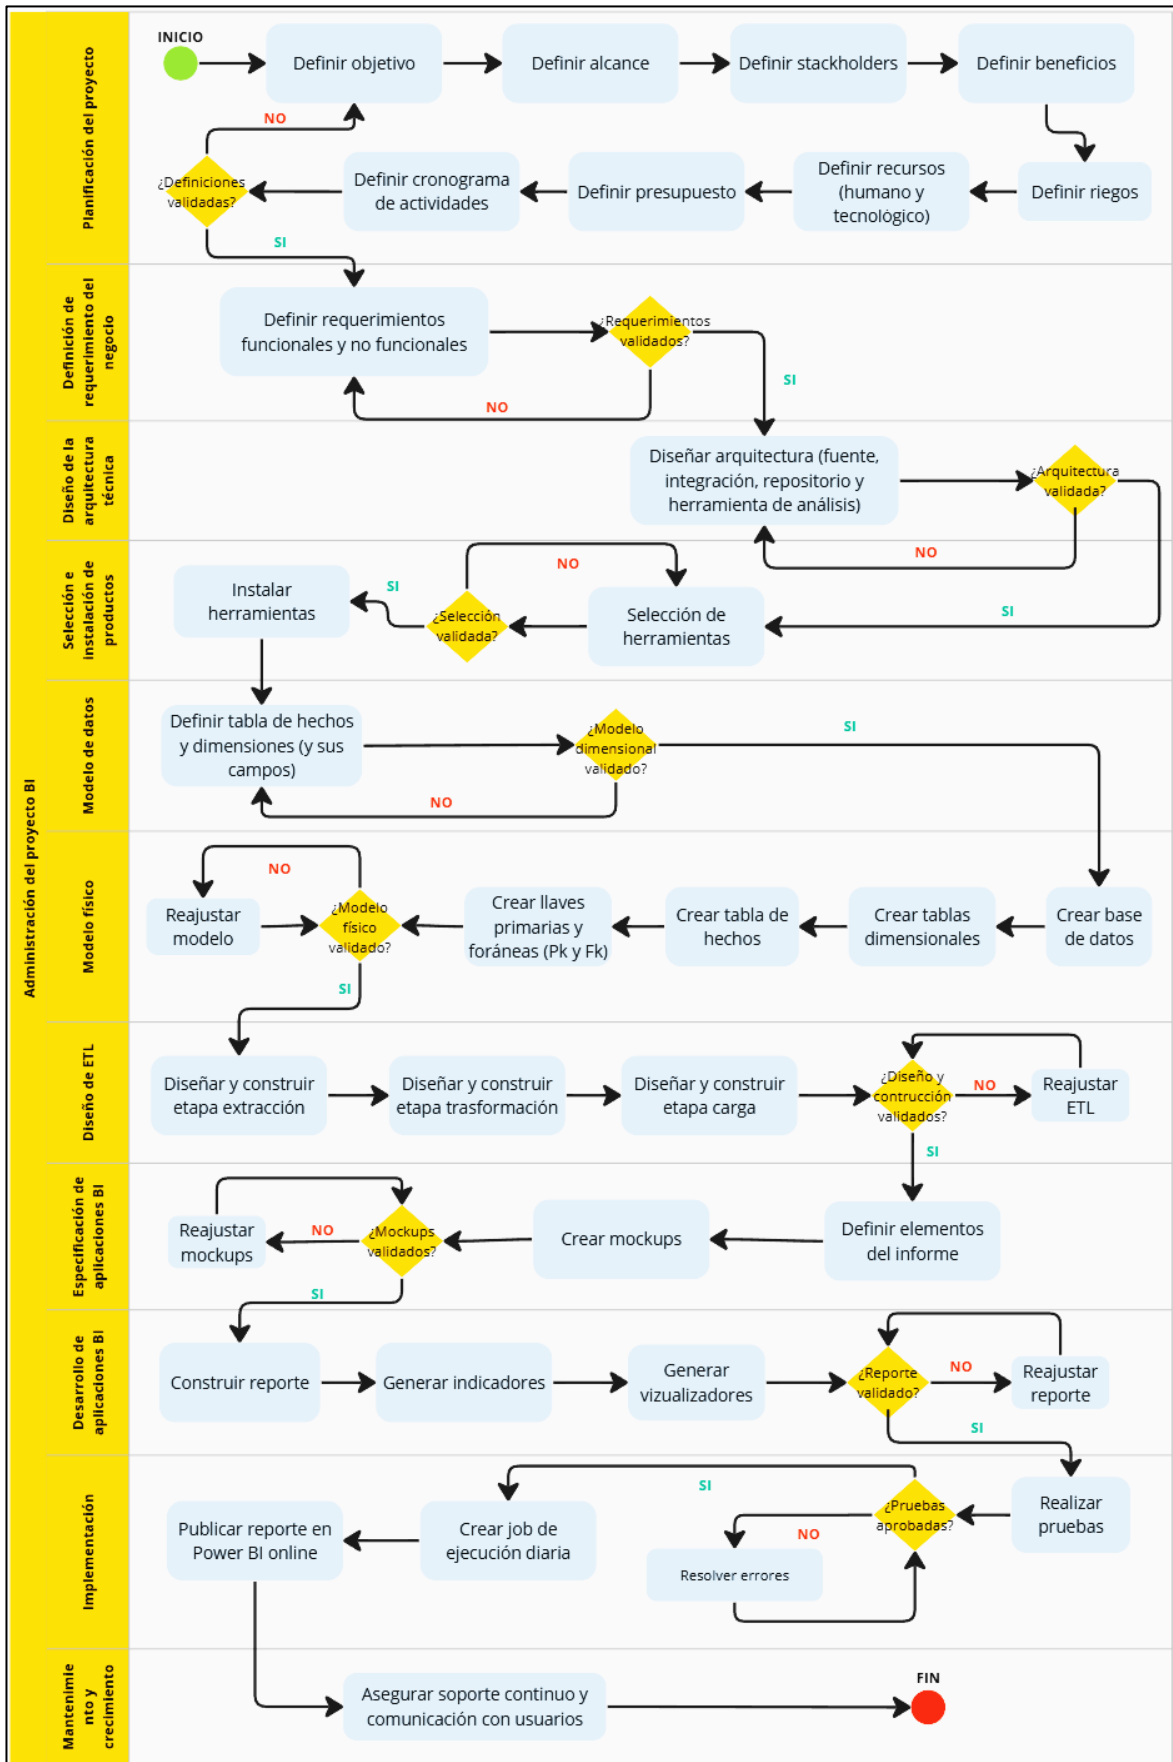 Administración del proyecto BI
Planificación del proyecto
INICIO
Definir objetivo
Definir alcance
Definir stackholders
Definir beneficios
NO
¿Definiciones
validadas?
Definir cronograma
de actividades
Definir presupuesto
Definir recursos
(humano y
tecnológico)
Definir riegos
SI
Definición de
requerimiento del
negocio
Definir requerimientos
funcionales y no funcionales
¿Requerimientos
validados?
SI
NO
Diseño de la
arquitectura
técnica
Diseñar arquitectura (fuente,
integración, repositorio y
herramienta de análisis)
¿Arquitectura
validada?
NO
SI
Selección e
instalación de
productos
Instalar
herramientas
SI
¿Selección
validada?
NO
Selección de
herramientas
Modelo de datos
Definir tabla de hechos
y dimensiones (y sus
campos)
¿Modelo
dimensional
validado?
SI
NO
Modelo físico
NO
Reajustar
modelo
¿Modelo
físico
validado?
Crear llaves
primarias y
foráneas (Pk y Fk)
Crear tabla de
hechos
Crear tablas
dimensionales
Crear base
de datos
SI
Diseño de ETL
Diseñar y construir
etapa extracción
Diseñar y construir
etapa trasformación
Diseñar y construir
etapa carga
¿Diseño y
contrucción
validados?
NO
Reajustar
ETL
SI
Especificación de
aplicaciones BI
Reajustar
mockups
NO
¿Mockups
validados?
Crear mockups
Definir elementos
del informe
SI
Desarrollo de
aplicaciones BI
Construir reporte
Generar indicadores
Generar
vizualizadores
¿Reporte
validado?
NO
Reajustar
reporte
SI
Implementación
Publicar reporte en
Power BI online
Crear job de
ejecución diaria
SI
¿Pruebas
aprobadas?
NO
Resolver errores
Realizar
pruebas
Mantenimie
nto y
crecimiento
Asegurar soporte continuo y
comunicación con usuarios
FIN